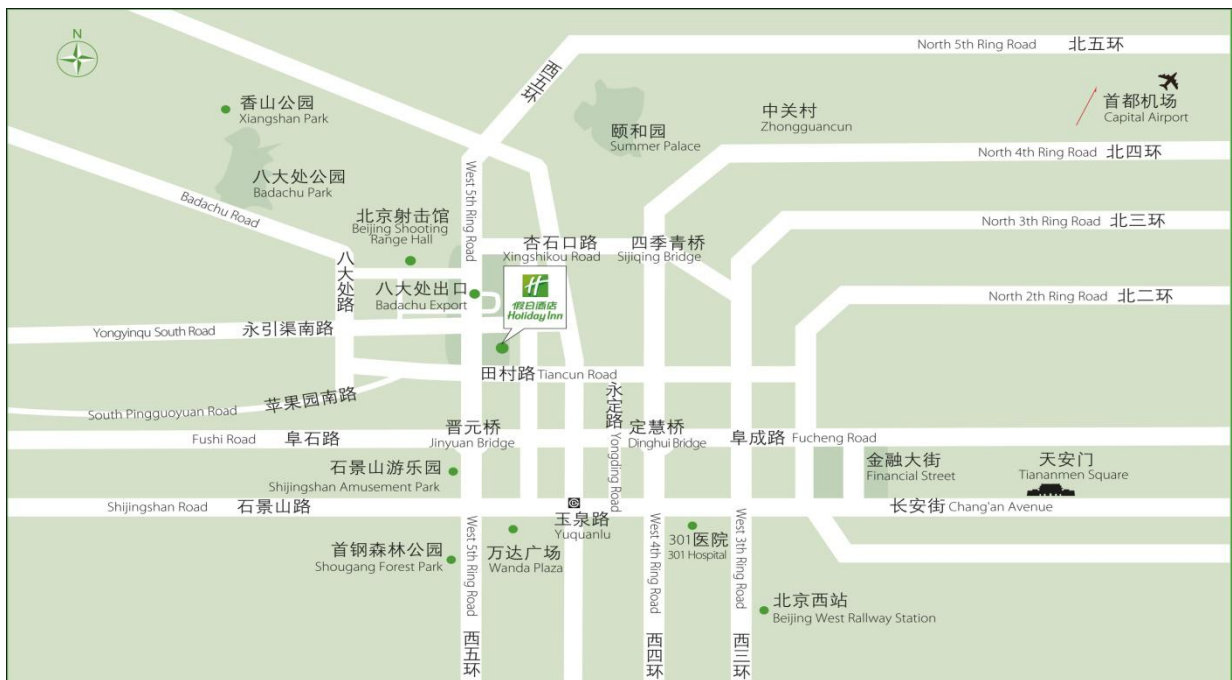 N
North 5th Ring Road 北五环
西五环
香山公园
Xiangshan Park
颐和园
Summer Palace
中关村
Zhongguancun
首都机场
Capital Airport
North 4th Ring Road 北四环
八大处公园
Badachu Park
Badachu Road
West 5th Ring Road
北京射击馆
Beijing Shooting
Range Hall
杏石口路
Xingshikou Road
四季青桥
Sijiqing Bridge
North 3th Ring Road 北三环
八大处路
八大处出口
Badachu Export
H
假日酒店
Holiday Inn
North 2th Ring Road 北二环
Yongyinqu South Road 永引渠南路
田村路 Tiancun Road
South Pingguoyuan Road 苹果园南路
永定路
Yongding Road
Fushi Road 阜石路
晋元桥
Jinyuan Bridge
定慧桥
Dinghui Bridge
阜成路 Fucheng Road
石景山游乐园
Shijingshan Amusement Park
金融大街
Financial Street
天安门
Tiananmen Square
Shijingshan Road 石景山路
玉泉路
Yuquanlu
长安街 Chang'an Avenue
首钢森林公园
Shougang Forest Park
West 5th Ring Road
万达广场
Wanda Plaza
West 4th Ring Road
301医院
301 Hospital
West 3th Ring Road
北京西站
Beijing West Rallway Station
西五环
西四环
西三环